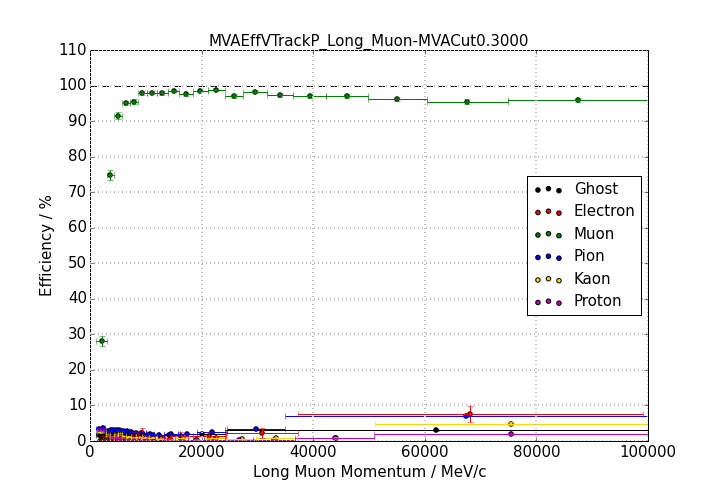 MVAEffVTrackP_Long_Muon-MVACut0.3000
110
100
90
80
70
60
50
40
30
20
10
0
Efficiency / %
Ghost
Electron
Muon
Pion
Kaon
Proton
0 20000 40000 60000 80000 100000
Long Muon Momentum / MeV/c